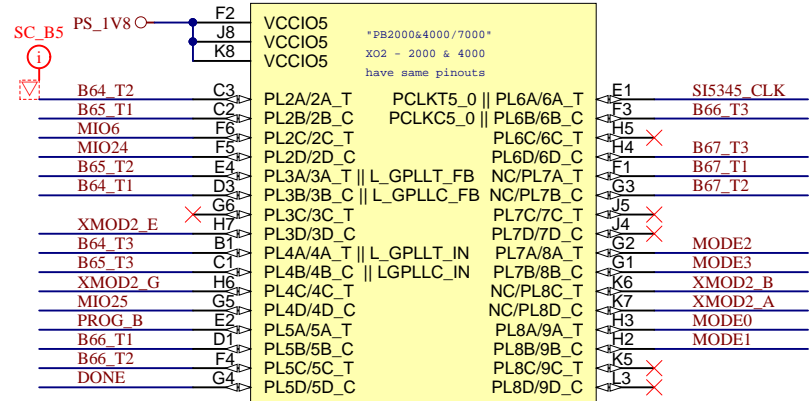 PS_1V8 F2 VCCIO5
J8 VCCIO5
K8 VCCIO5
"PB2000&4000/7000"
XO2 - 2000 & 4000
have same pinouts
SC_B5
i
B64_T2 C3 PL2A/2A_T PCLKT5_0 || PL6A/6A_T E1 SI5345_CLK
B65_T1 C2 PL2B/2B_C PCLKC5_0 || PL6B/6B_C F3 B66_T3
MIO6 F6 PL2C/2C_T PL6C/6C_T H5
MIO24 F5 PL2D/2D_C PL6D/6D_C H4 B67_T3
B65_T2 E4 PL3A/3A_T || L_GPLLT_FB NC/PL7A_T F1 B67_T1
B64_T1 D3 PL3B/3B_C || L_GPLLC_FB NC/PL7B_C G3 B67_T2
G6 PL3C/3C_T PL7C/7C_T J5
XMOD2_E H7 PL3D/3D_C PL7D/7D_C J4
B64_T3 B1 PL4A/4A_T || L_GPLLT_IN PL7A/8A_T G2 MODE2
B65_T3 C1 PL4B/4B_C || LGPLLC_IN PL7B/8B_C G1 MODE3
XMOD2_G H6 PL4C/4C_T NC/PL8C_T K6 XMOD2_B
MIO25 G5 PL4D/4D_C NC/PL8D_C K7 XMOD2_A
PROG_B E2 PL5A/5A_T PL8A/9A_T H3 MODE0
B66_T1 D1 PL5B/5B_C PL8B/9B_C H2 MODE1
B66_T2 F4 PL5C/5C_T PL8C/9C_T K5
DONE G4 PL5D/5D_C PL8D/9D_C L3